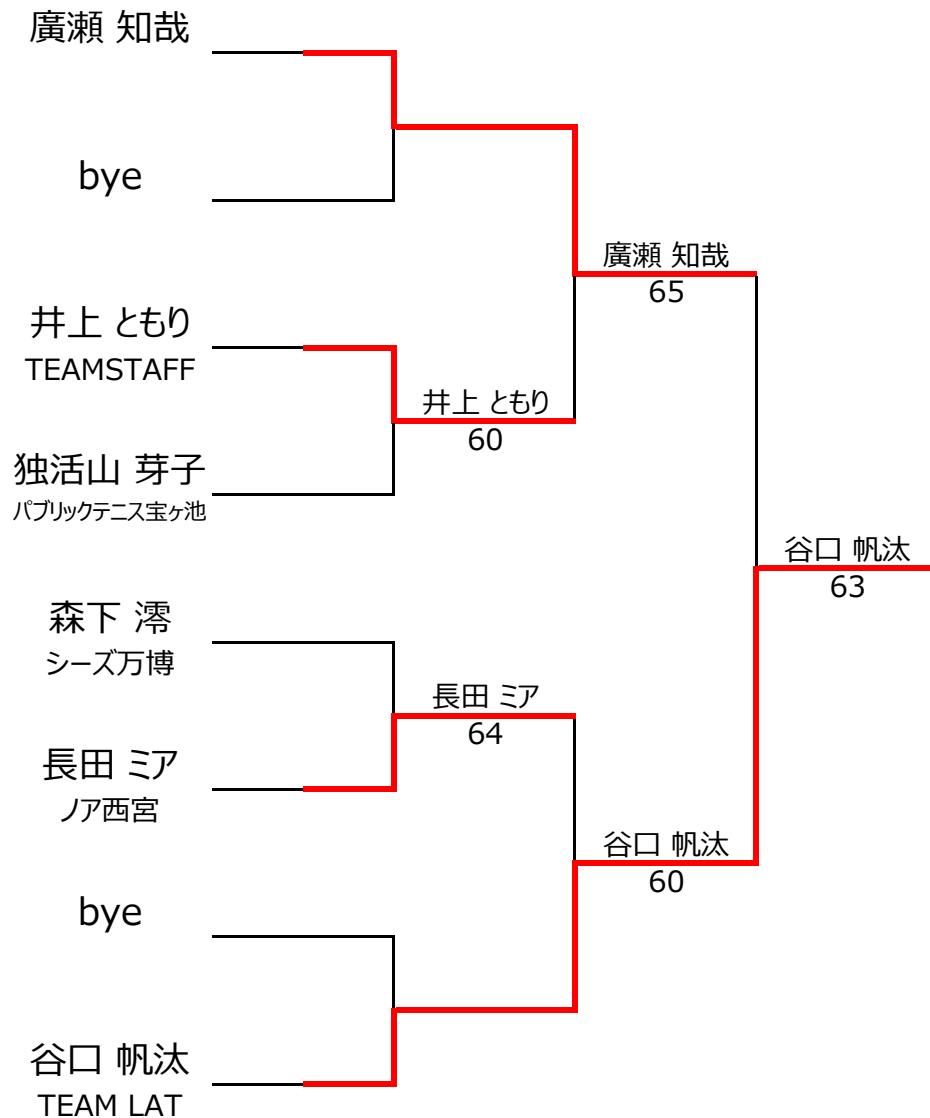 廣瀬 知哉
bye
廣瀬 知哉
65
井上 ともり
TEAMSTAFF
井上 ともり
60
独活山 芽子
パブリックテニス宝ヶ池
谷口 帆汰
63
森下 澪
シーズ万博
長田 ミア
64
長田 ミア
ノア西宮
谷口 帆汰
60
bye
谷口 帆汰
TEAM LAT